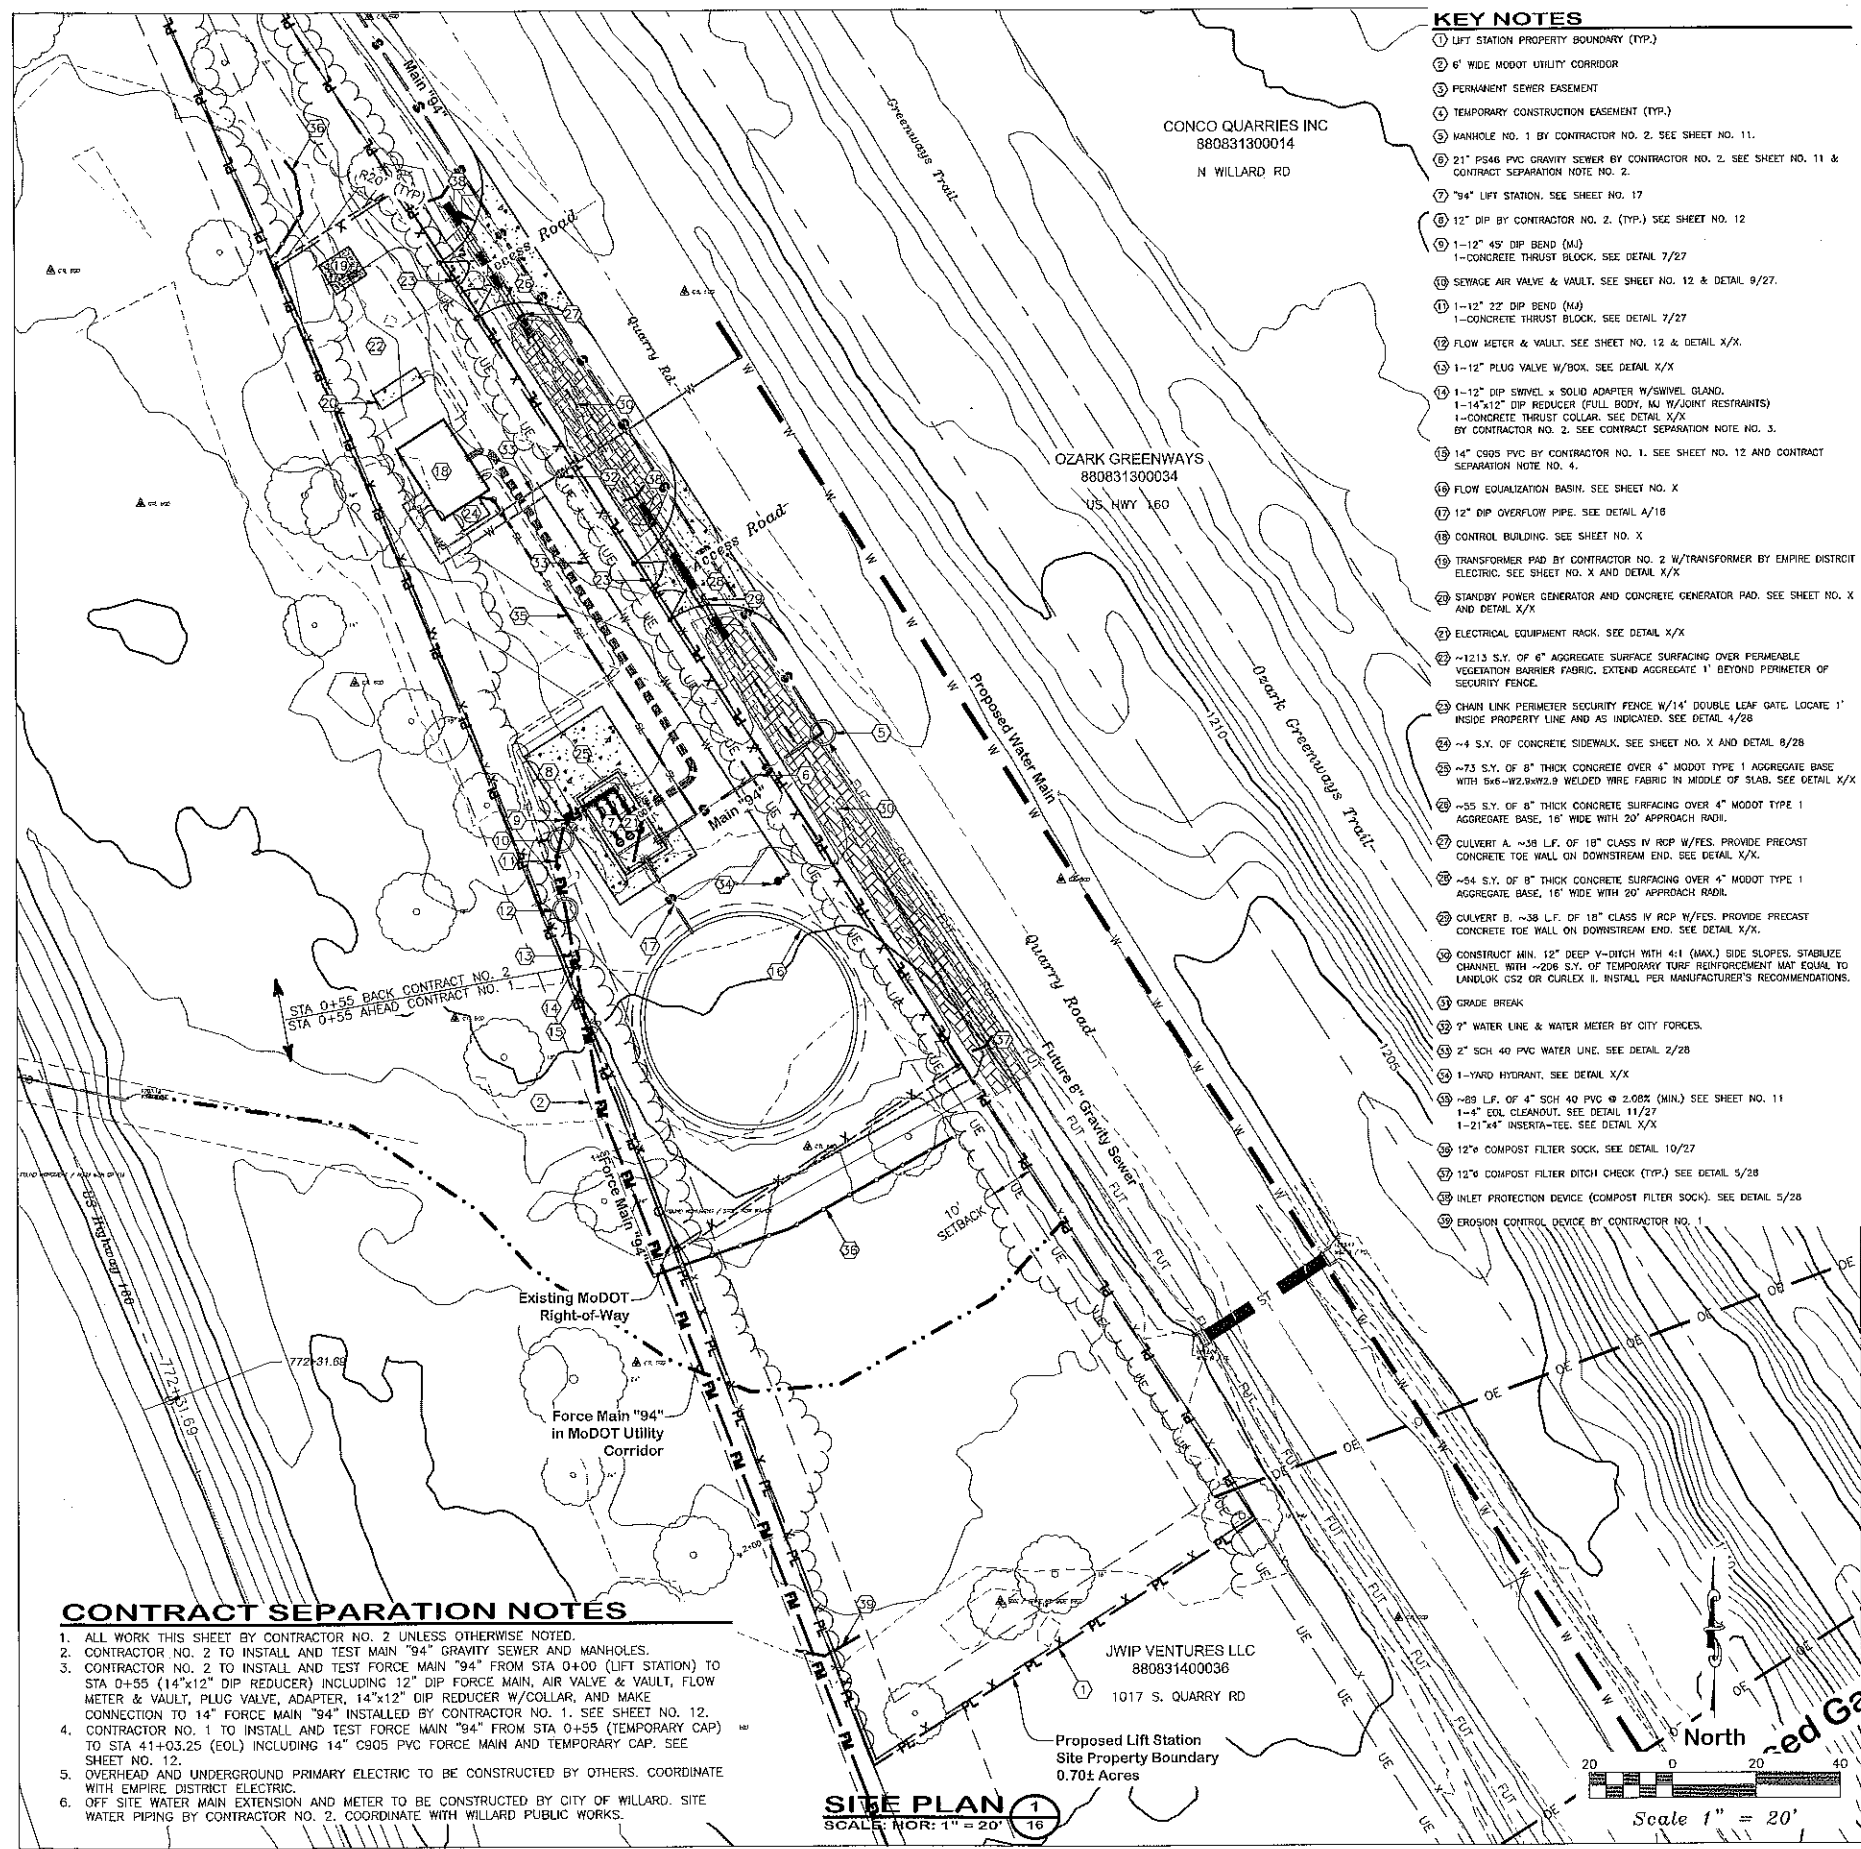 KEY NOTES
1 LIFT STATION PROPERTY BOUNDARY (TYP.)
2 6' WIDE MODOT UTILITY CORRIDOR
3 PERMANENT SEWER EASEMENT
4 TEMPORARY CONSTRUCTION EASEMENT (TYP.)
5 MANHOLE NO. 1 BY CONTRACTOR NO. 2. SEE SHEET NO. 11.
6 21" PS46 PVC GRAVITY SEWER BY CONTRACTOR NO. 2. SEE SHEET NO. 11 &
CONTRACT SEPARATION NOTE NO. 2.
7 "94" LIFT STATION. SEE SHEET NO. 17
8 12" DIP BY CONTRACTOR NO. 2. (TYP.) SEE SHEET NO. 12
9 1-12" 45° DIP BEND (MJ)
1-CONCRETE THRUST BLOCK. SEE DETAIL 7/27
10 SEWAGE AIR VALVE & VAULT. SEE SHEET NO. 12 & DETAIL 9/27.
11 1-12" 22° DIP BEND (MJ)
1-CONCRETE THRUST BLOCK. SEE DETAIL 7/27
12 FLOW METER & VAULT. SEE SHEET NO. 12 & DETAIL X/X.
13 1-12" PLUG VALVE W/BOX. SEE DETAIL X/X
14 1-12" DIP SWIVEL x SOLID ADAPTER W/SWIVEL GLAND.
1-14"x12" DIP REDUCER (FULL BODY, MJ W/JOINT RESTRAINTS)
1-CONCRETE THRUST COLLAR. SEE DETAIL X/X
BY CONTRACTOR NO. 2. SEE CONTRACT SEPARATION NOTE NO. 3.
15 14" C905 PVC BY CONTRACTOR NO. 1. SEE SHEET NO. 12 AND CONTRACT
SEPARATION NOTE NO. 4.
16 FLOW EQUALIZATION BASIN. SEE SHEET NO. X
17 12" DIP OVERFLOW PIPE. SEE DETAIL A/16
18 CONTROL BUILDING. SEE SHEET NO. X
19 TRANSFORMER PAD BY CONTRACTOR NO. 2 W/TRANSFORMER BY EMPIRE DISTRCIT
ELECTRIC. SEE SHEET NO. X AND DETAIL X/X
20 STANDBY POWER GENERATOR AND CONCRETE GENERATOR PAD. SEE SHEET NO. X
AND DETAIL X/X
21 ELECTRICAL EQUIPMENT RACK. SEE DETAIL X/X
22 ~1213 S.Y. OF 6" AGGREGATE SURFACE SURFACING OVER PERMEABLE
VEGETATION BARRIER FABRIC. EXTEND AGGREGATE 1' BEYOND PERIMETER OF
SECURITY FENCE.
23 CHAIN LINK PERIMETER SECURITY FENCE W/14' DOUBLE LEAF GATE. LOCATE 1'
INSIDE PROPERTY LINE AND AS INDICATED. SEE DETAIL 4/28
24 ~4 S.Y. OF CONCRETE SIDEWALK. SEE SHEET NO. X AND DETAIL 8/28
25 ~73 S.Y. OF 8" THICK CONCRETE OVER 4" MODOT TYPE 1 AGGREGATE BASE
WITH 6x6-W2.9xW2.9 WELDED WIRE FABRIC IN MIDDLE OF SLAB. SEE DETAIL X/X
26 ~55 S.Y. OF 8" THICK CONCRETE SURFACING OVER 4" MODOT TYPE 1
AGGREGATE BASE, 16' WIDE WITH 20' APPROACH RADII.
27 CULVERT A. ~38 L.F. OF 18" CLASS IV RCP W/FES. PROVIDE PRECAST
CONCRETE TOE WALL ON DOWNSTREAM END. SEE DETAIL X/X.
28 ~54 S.Y. OF 8" THICK CONCRETE SURFACING OVER 4" MODOT TYPE 1
AGGREGATE BASE, 16' WIDE WITH 20' APPROACH RADII.
29 CULVERT B. ~38 L.F. OF 18" CLASS IV RCP W/FES. PROVIDE PRECAST
CONCRETE TOE WALL ON DOWNSTREAM END. SEE DETAIL X/X.
30 CONSTRUCT MIN. 12" DEEP V-DITCH WITH 4:1 (MAX.) SIDE SLOPES. STABILIZE
CHANNEL WITH ~206 S.Y. OF TEMPORARY TURF REINFORCEMENT MAT EQUAL TO
LANDLOK CS2 OR CURLEX II. INSTALL PER MANUFACTURER'S RECOMMENDATIONS.
31 GRADE BREAK
32 ?" WATER LINE & WATER METER BY CITY FORCES.
33 2" SCH 40 PVC WATER LINE. SEE DETAIL 2/28
34 1-YARD HYDRANT. SEE DETAIL X/X
35 ~89 L.F. OF 4" SCH 40 PVC @ 2.08% (MIN.) SEE SHEET NO. 11
1-4" EOL CLEANOUT. SEE DETAIL 11/27
1-21"x4" INSERTA-TEE. SEE DETAIL X/X
36 12"ø COMPOST FILTER SOCK. SEE DETAIL 10/27
37 12"ø COMPOST FILTER DITCH CHECK (TYP.) SEE DETAIL 5/28
38 INLET PROTECTION DEVICE (COMPOST FILTER SOCK). SEE DETAIL 5/28
39 EROSION CONTROL DEVICE BY CONTRACTOR NO. 1
CONCO QUARRIES INC
880831300014
N WILLARD RD
OZARK GREENWAYS
880831300034
US HWY 160
Main "94"
R20' (TYP)
Access Road
Quarry Rd.
Greenways Trail
Access Road
Proposed Water Main
Ozark Greenways Trail
1210
1205
Main "94"
Quarry Road
Future 8" Gravity Sewer
STA 0+55 BACK CONTRACT NO. 2
STA 0+55 AHEAD CONTRACT NO. 1
Force Main "94"
10'
SETBACK
Existing MoDOT
Right-of-Way
US Highway 160
772+31.69
772+31.69
Force Main "94"
in MoDOT Utility
Corridor
2+00
JWIP VENTURES LLC
880831400036
1017 S. QUARRY RD
Proposed Lift Station
Site Property Boundary
0.70± Acres
CONTRACT SEPARATION NOTES
1. ALL WORK THIS SHEET BY CONTRACTOR NO. 2 UNLESS OTHERWISE NOTED.
2. CONTRACTOR NO. 2 TO INSTALL AND TEST MAIN "94" GRAVITY SEWER AND MANHOLES.
3. CONTRACTOR NO. 2 TO INSTALL AND TEST FORCE MAIN "94" FROM STA 0+00 (LIFT STATION) TO
STA 0+55 (14"x12" DIP REDUCER) INCLUDING 12" DIP FORCE MAIN, AIR VALVE & VAULT, FLOW
METER & VAULT, PLUG VALVE, ADAPTER, 14"x12" DIP REDUCER W/COLLAR, AND MAKE
CONNECTION TO 14" FORCE MAIN "94" INSTALLED BY CONTRACTOR NO. 1. SEE SHEET NO. 12.
4. CONTRACTOR NO. 1 TO INSTALL AND TEST FORCE MAIN "94" FROM STA 0+55 (TEMPORARY CAP)
TO STA 41+03.25 (EOL) INCLUDING 14" C905 PVC FORCE MAIN AND TEMPORARY CAP. SEE
SHEET NO. 12.
5. OVERHEAD AND UNDERGROUND PRIMARY ELECTRIC TO BE CONSTRUCTED BY OTHERS. COORDINATE
WITH EMPIRE DISTRICT ELECTRIC.
6. OFF SITE WATER MAIN EXTENSION AND METER TO BE CONSTRUCTED BY CITY OF WILLARD. SITE
WATER PIPING BY CONTRACTOR NO. 2. COORDINATE WITH WILLARD PUBLIC WORKS.
SITE PLAN 1
16
SCALE: HOR: 1" = 20'
North
sed Ga
20 0 20 40
Scale 1" = 20'